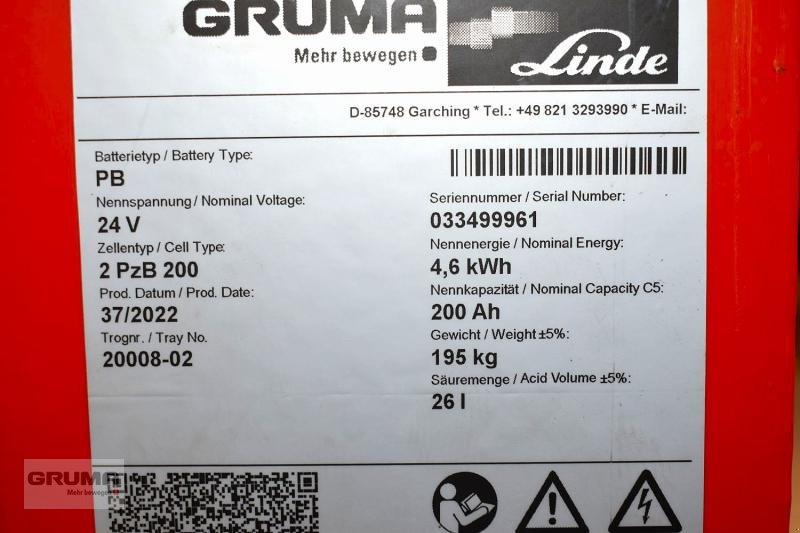 GRUMA
Mehr bewegen
Linde
D-85748 Garching * Tel.: +49 821 3293990 * E-Mail:
Batterietyp / Battery Type:
PB
Nennspannung / Nominal Voltage:
24 V
Zellentyp / Cell Type:
2 PzB 200
Prod. Datum / Prod. Date:
37/2022
Trognr. / Tray No.
20008-02
Seriennummer / Serial Number:
033499961
Nennenergie / Nominal Energy:
4,6 kWh
Nennkapazität / Nominal Capacity C5:
200 Ah
Gewicht / Weight ±5%:
195 kg
Säuremenge / Acid Volume ±5%:
26 l
GRUMA
Mehr bewegen